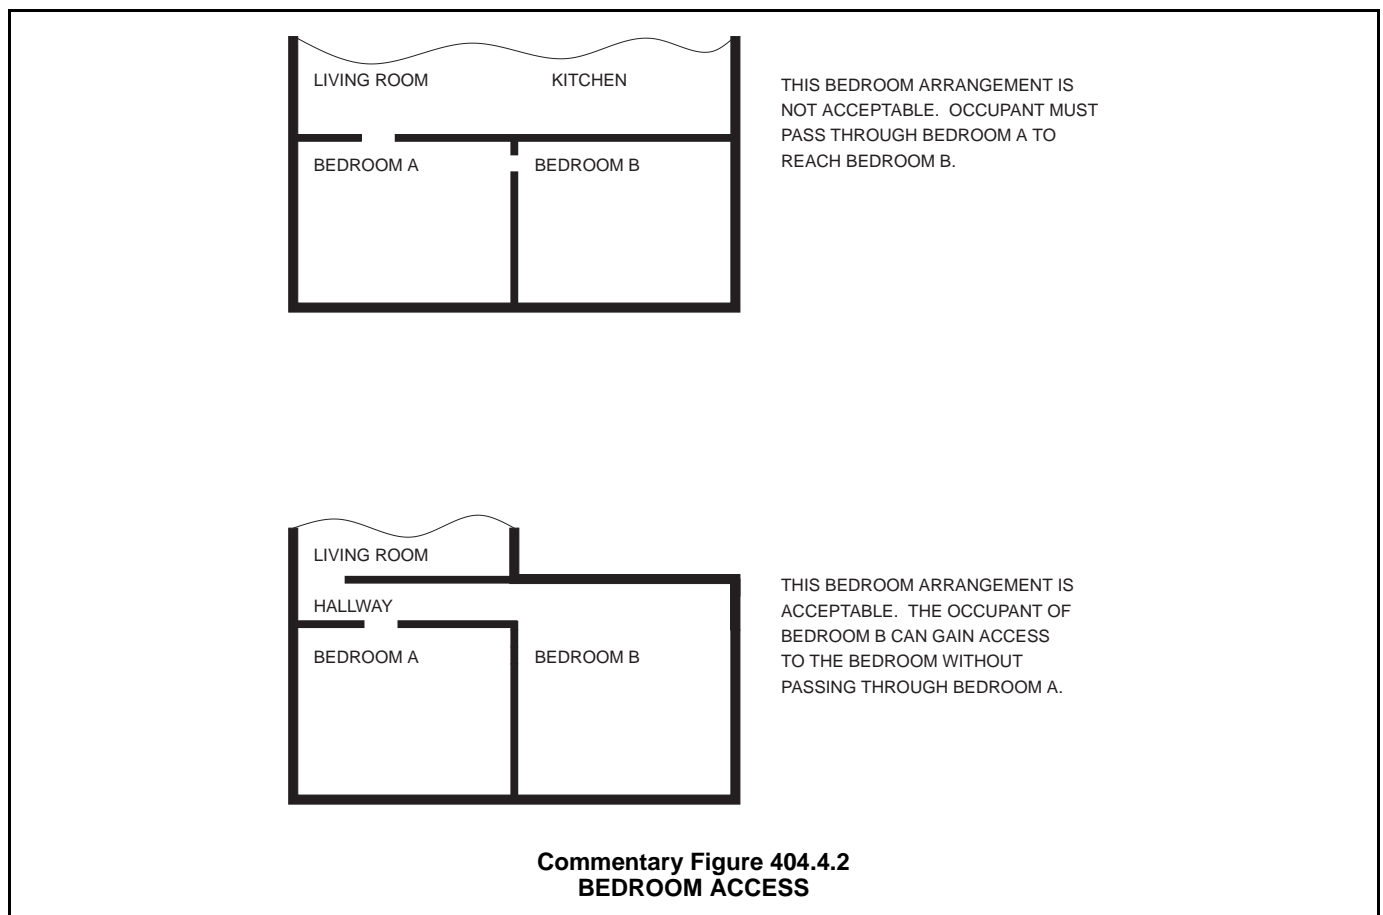 LIVING ROOM KITCHEN
BEDROOM A BEDROOM B
THIS BEDROOM ARRANGEMENT IS
NOT ACCEPTABLE. OCCUPANT MUST
PASS THROUGH BEDROOM A TO
REACH BEDROOM B.
LIVING ROOM
HALLWAY
BEDROOM A BEDROOM B
THIS BEDROOM ARRANGEMENT IS
ACCEPTABLE. THE OCCUPANT OF
BEDROOM B CAN GAIN ACCESS
TO THE BEDROOM WITHOUT
PASSING THROUGH BEDROOM A.
Commentary Figure 404.4.2
BEDROOM ACCESS